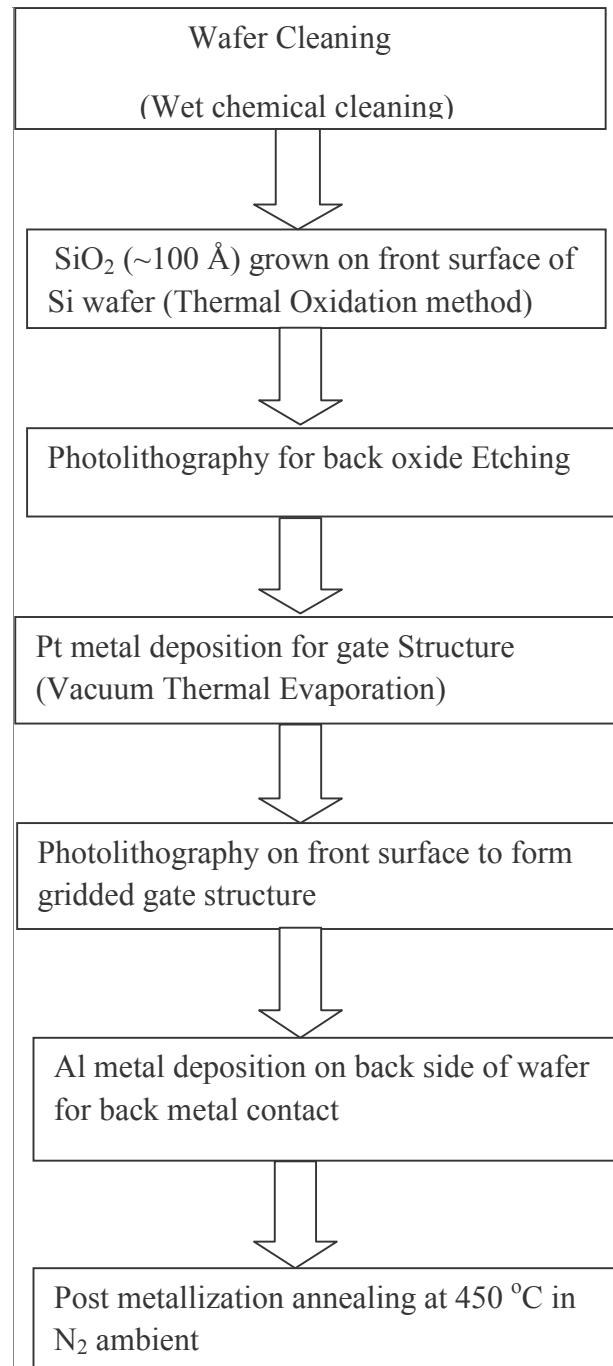 Wafer Cleaning
(Wet chemical cleaning)
SiO₂ (~100 Å) grown on front surface of
Si wafer (Thermal Oxidation method)
Photolithography for back oxide Etching
Pt metal deposition for gate Structure
(Vacuum Thermal Evaporation)
Photolithography on front surface to form
gridded gate structure
Al metal deposition on back side of wafer
for back metal contact
Post metallization annealing at 450 °C in
N₂ ambient